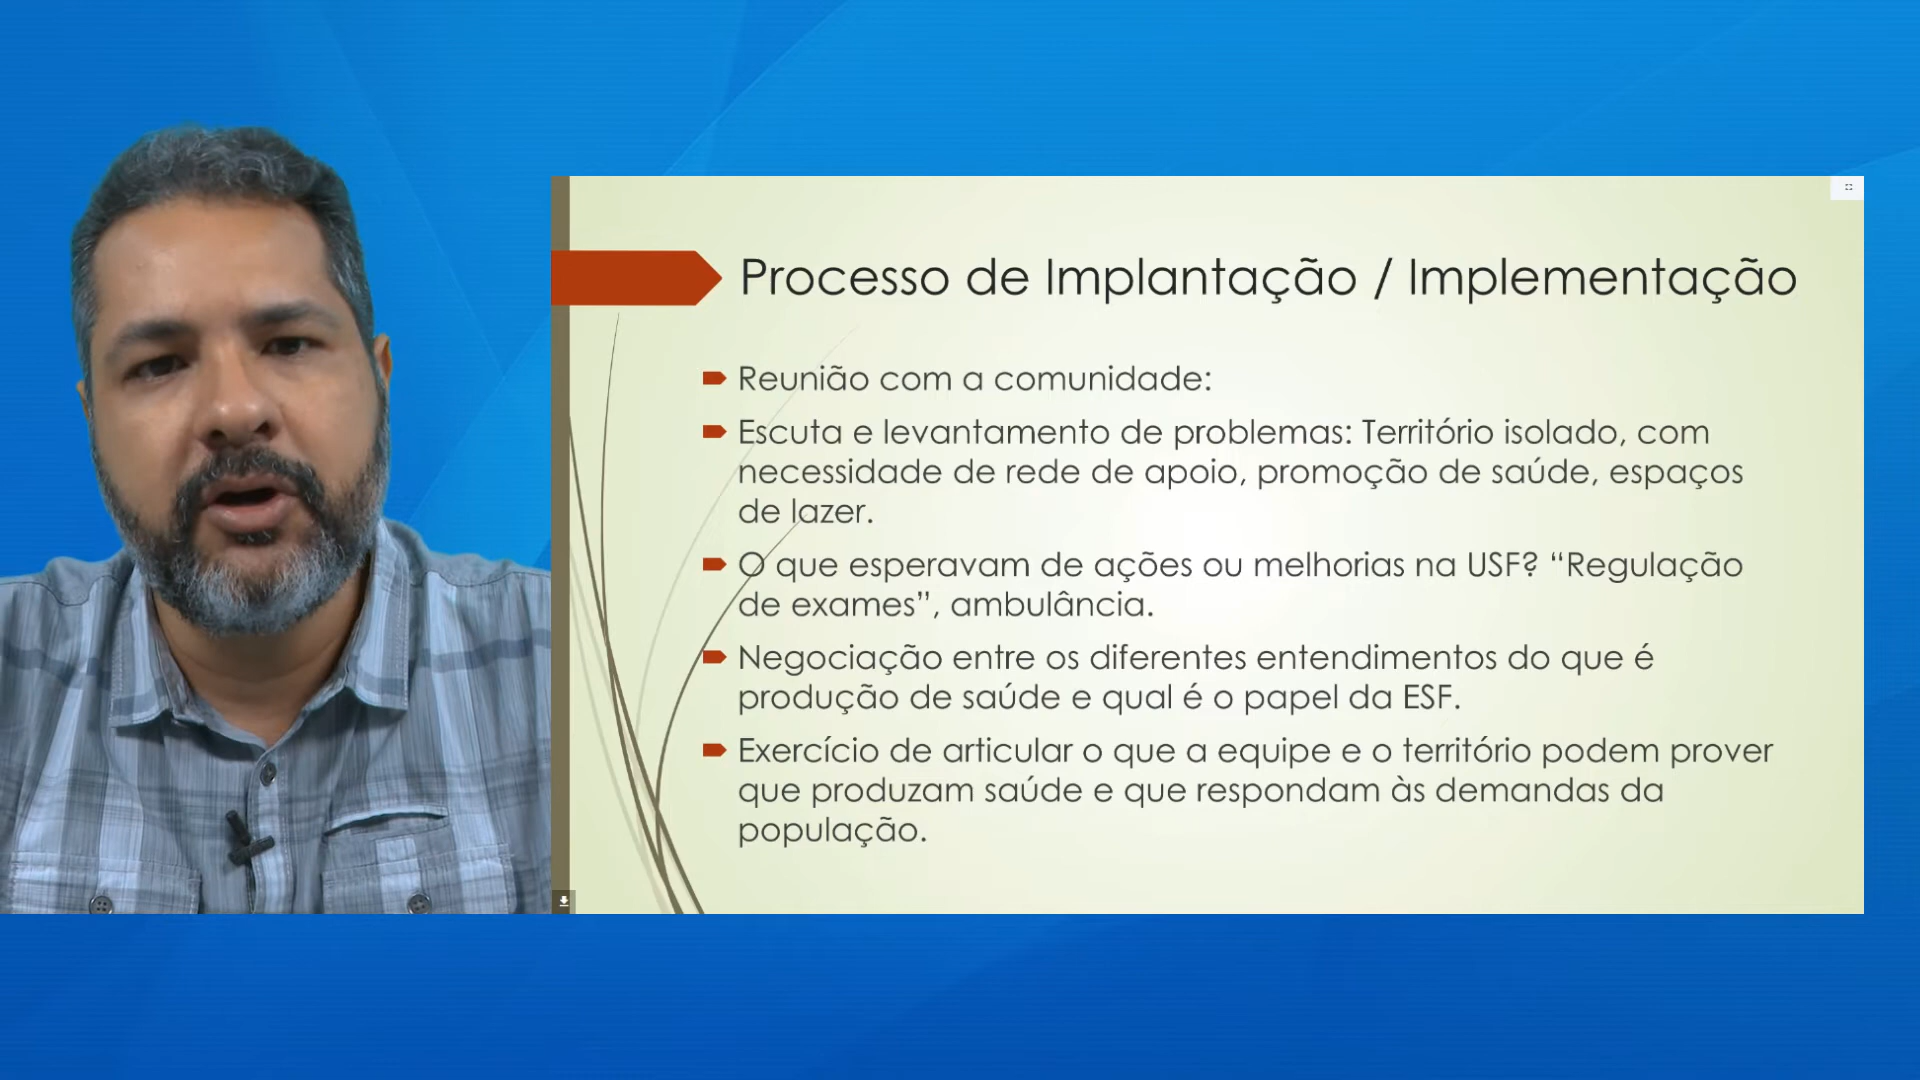 Processo de Implantação / Implementação
Reunião com a comunidade:
Escuta e levantamento de problemas: Território isolado, com
necessidade de rede de apoio, promoção de saúde, espaços
de lazer.
O que esperavam de ações ou melhorias na USF? “Regulação
de exames”, ambulância.
Negociação entre os diferentes entendimentos do que é
produção de saúde e qual é o papel da ESF.
Exercício de articular o que a equipe e o território podem prover
que produzam saúde e que respondam às demandas da
população.